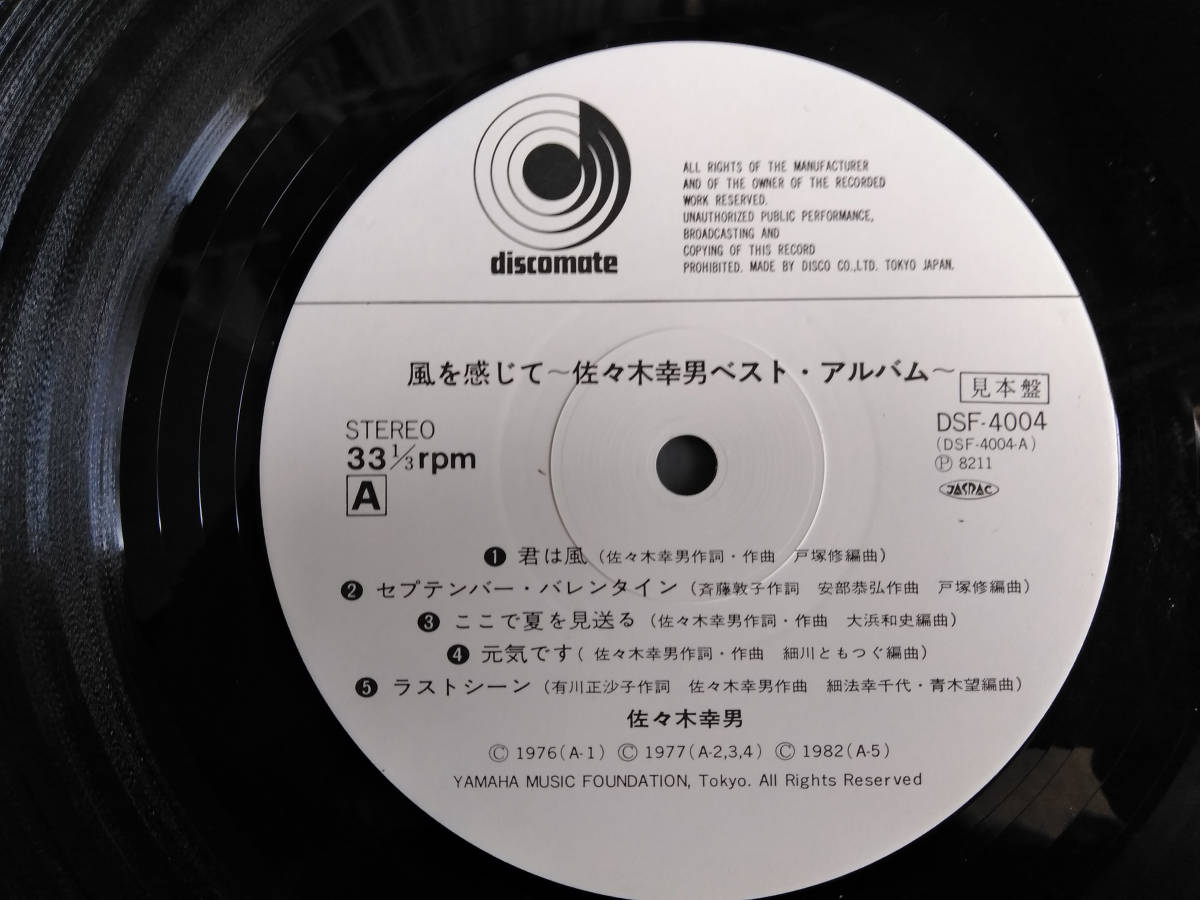 discomate
ALL RIGHTS OF THE MANUFACTURER
AND OF THE OWNER OF THE RECORDED
WORK RESERVED.
UNAUTHORIZED PUBLIC PERFORMANCE,
BROADCASTING AND
COPYING OF THIS RECORD
PROHIBITED. MADE BY DISCO CO.,LTD. TOKYO JAPAN.
風を感じて～佐々木幸男ベスト・アルバム～
見本盤
STEREO
33 1/3 rpm
A
DSF-4004
(DSF-4004-A)
Ⓟ 8211
JASRAC
❶ 君は風 (佐々木幸男作詞・作曲 戸塚修編曲)
❷ セプテンバー・バレンタイン (斉藤敦子作詞 安部恭弘作曲 戸塚修編曲)
❸ ここで夏を見送る (佐々木幸男作詞・作曲 大浜和史編曲)
❹ 元気です ( 佐々木幸男作詞・作曲 細川ともつぐ編曲)
❺ ラストシーン (有川正沙子作詞 佐々木幸男作曲 細法幸千代・青木望編曲)
佐々木幸男
Ⓒ 1976(A-1) Ⓒ 1977(A-2,3,4) Ⓒ 1982(A-5)
YAMAHA MUSIC FOUNDATION, Tokyo. All Rights Reserved